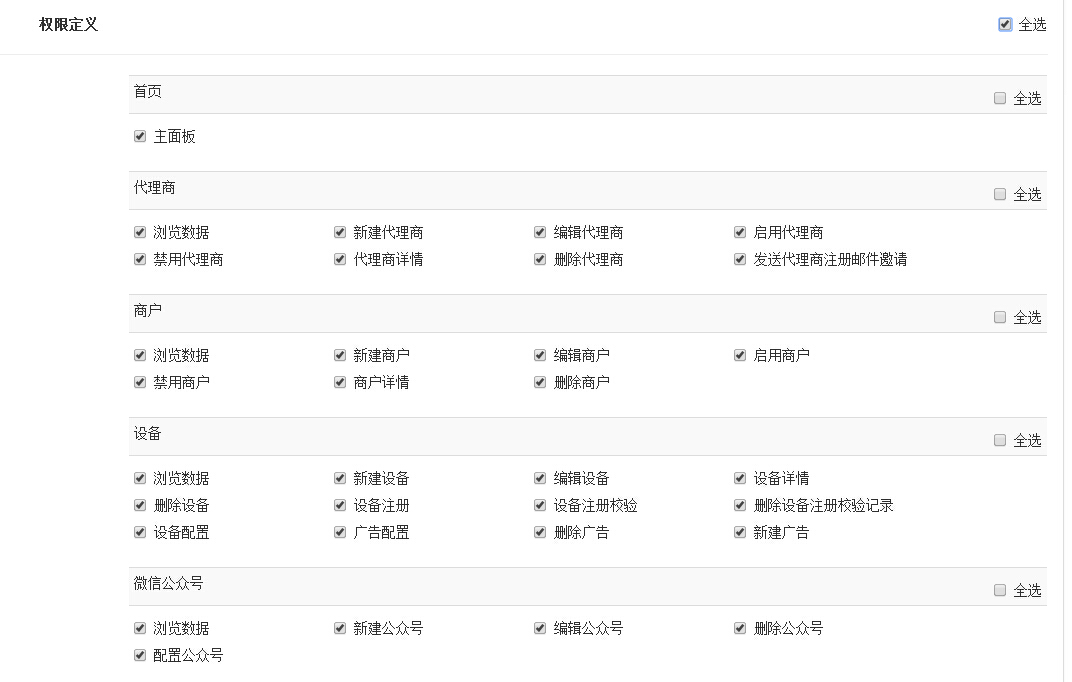 权限定义 全选
首页 全选
主面板
代理商 全选
浏览数据 新建代理商 编辑代理商 启用代理商
禁用代理商 代理商详情 删除代理商 发送代理商注册邮件邀请
商户 全选
浏览数据 新建商户 编辑商户 启用商户
禁用商户 商户详情 删除商户
设备 全选
浏览数据 新建设备 编辑设备 设备详情
删除设备 设备注册 设备注册校验 删除设备注册校验记录
设备配置 广告配置 删除广告 新建广告
微信公众号 全选
浏览数据 新建公众号 编辑公众号 删除公众号
配置公众号